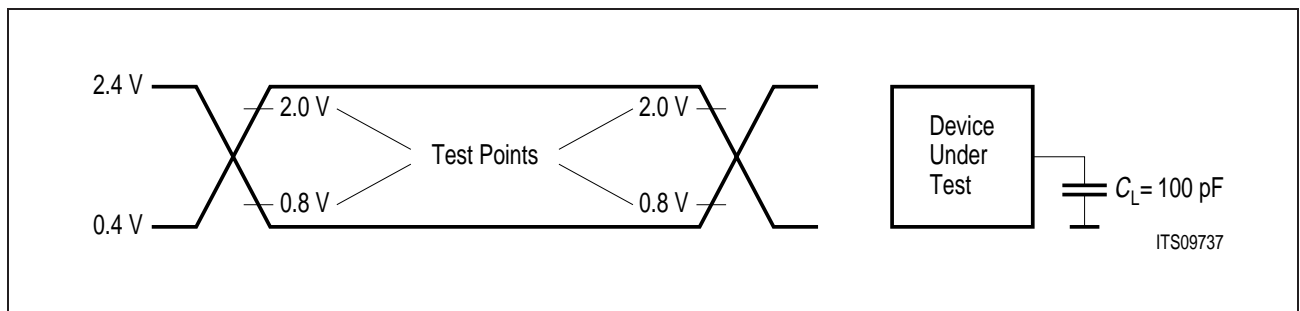 2.4 V
2.0 V
2.0 V
Test Points
0.8 V
0.8 V
0.4 V
Device
Under
Test
CL= 100 pF
ITS09737